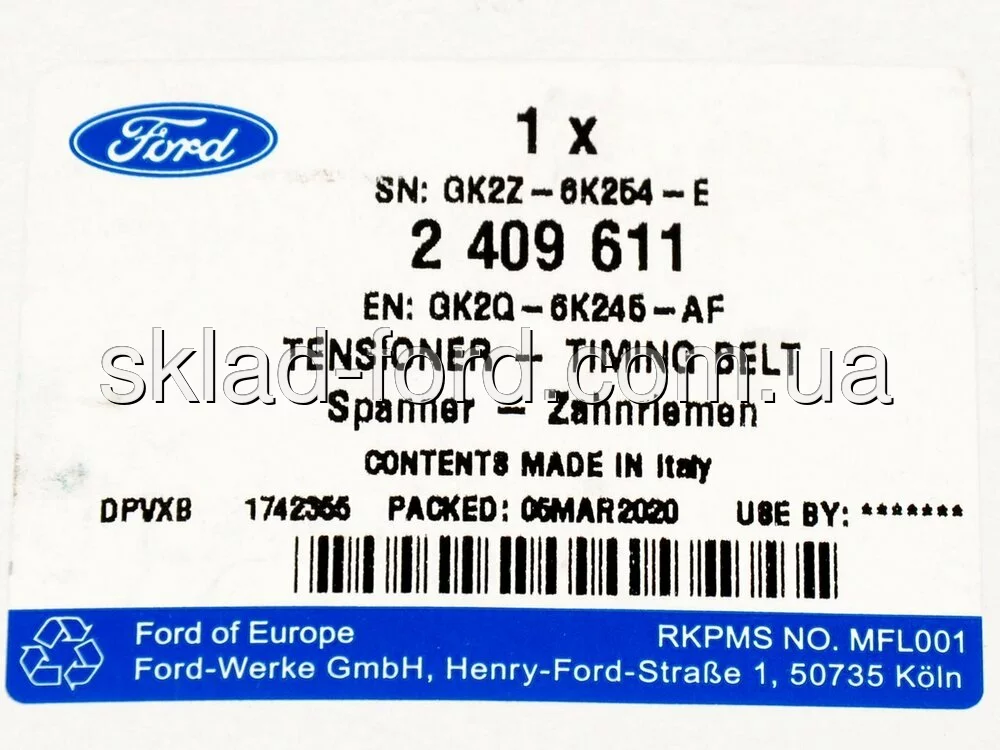 Ford
1 x
SN: GK2Z-6K254-E
2 409 611
EN: GK2Q-6K245-AF
TENSIONER - TIMING BELT
sklad-ford.com.ua
Spanner - Zahnriemen
CONTENTS MADE IN Italy
DPVXB 1742355 PACKED: 05MAR2020 USE BY: *******
Ford of Europe RKPMS NO. MFL001
Ford-Werke GmbH, Henry-Ford-Straße 1, 50735 Köln